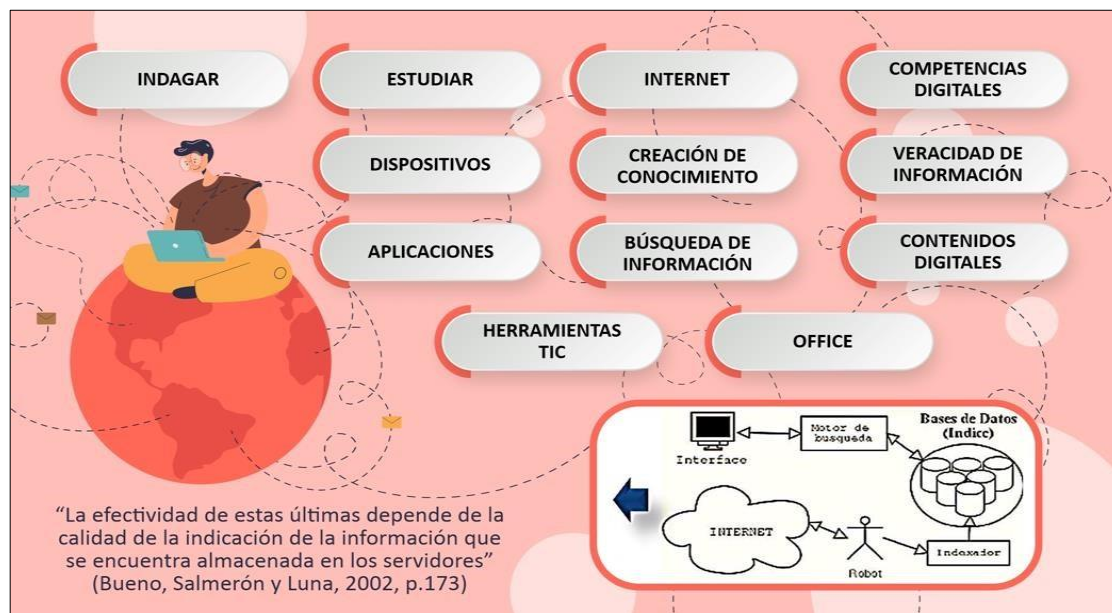 INDAGAR
ESTUDIAR
INTERNET
COMPETENCIAS
DIGITALES
DISPOSITIVOS
CREACIÓN DE
CONOCIMIENTO
VERACIDAD DE
INFORMACIÓN
APLICACIONES
BÚSQUEDA DE
INFORMACIÓN
CONTENIDOS
DIGITALES
HERRAMIENTAS
TIC
OFFICE
Interface
Motor de
busqueda
Bases de Datos
(Indice)
INTERNET
Robot
Indexador
“La efectividad de estas últimas depende de la
calidad de la indicación de la información que
se encuentra almacenada en los servidores”
(Bueno, Salmerón y Luna, 2002, p.173)